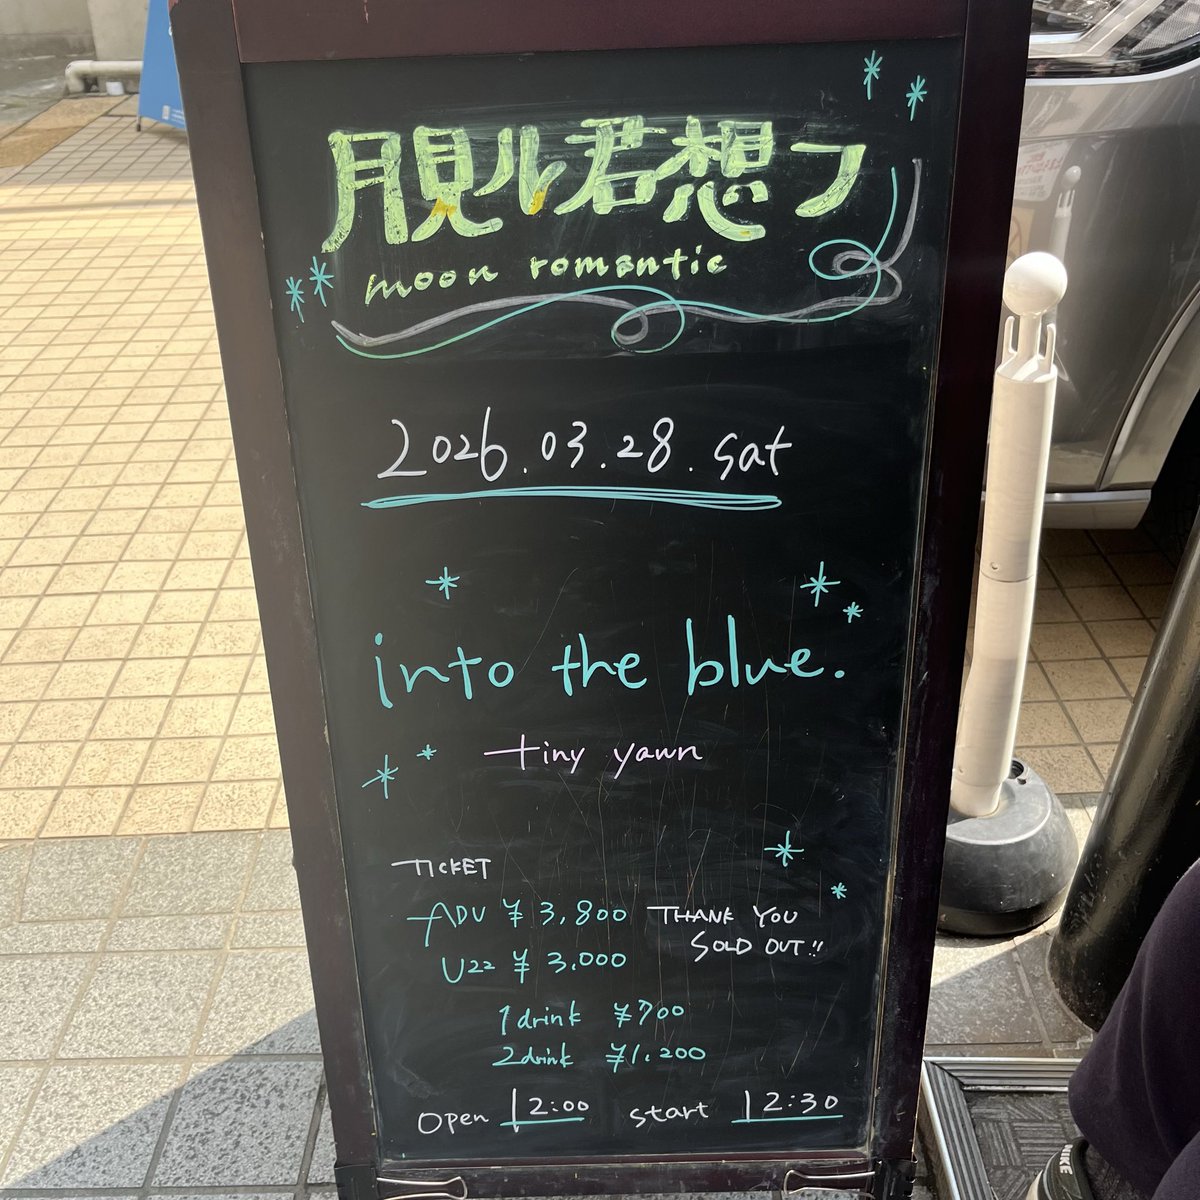 月見ル君想フ
moon romantic
2026.03.28.sat
into the blue.
tiny yawn
TICKET
ADV ¥3,800 THANK YOU
SOLD OUT!!
U22 ¥3,000
1drink ¥700
2drink ¥1,200
open 12:00 start 12:30
NIKE